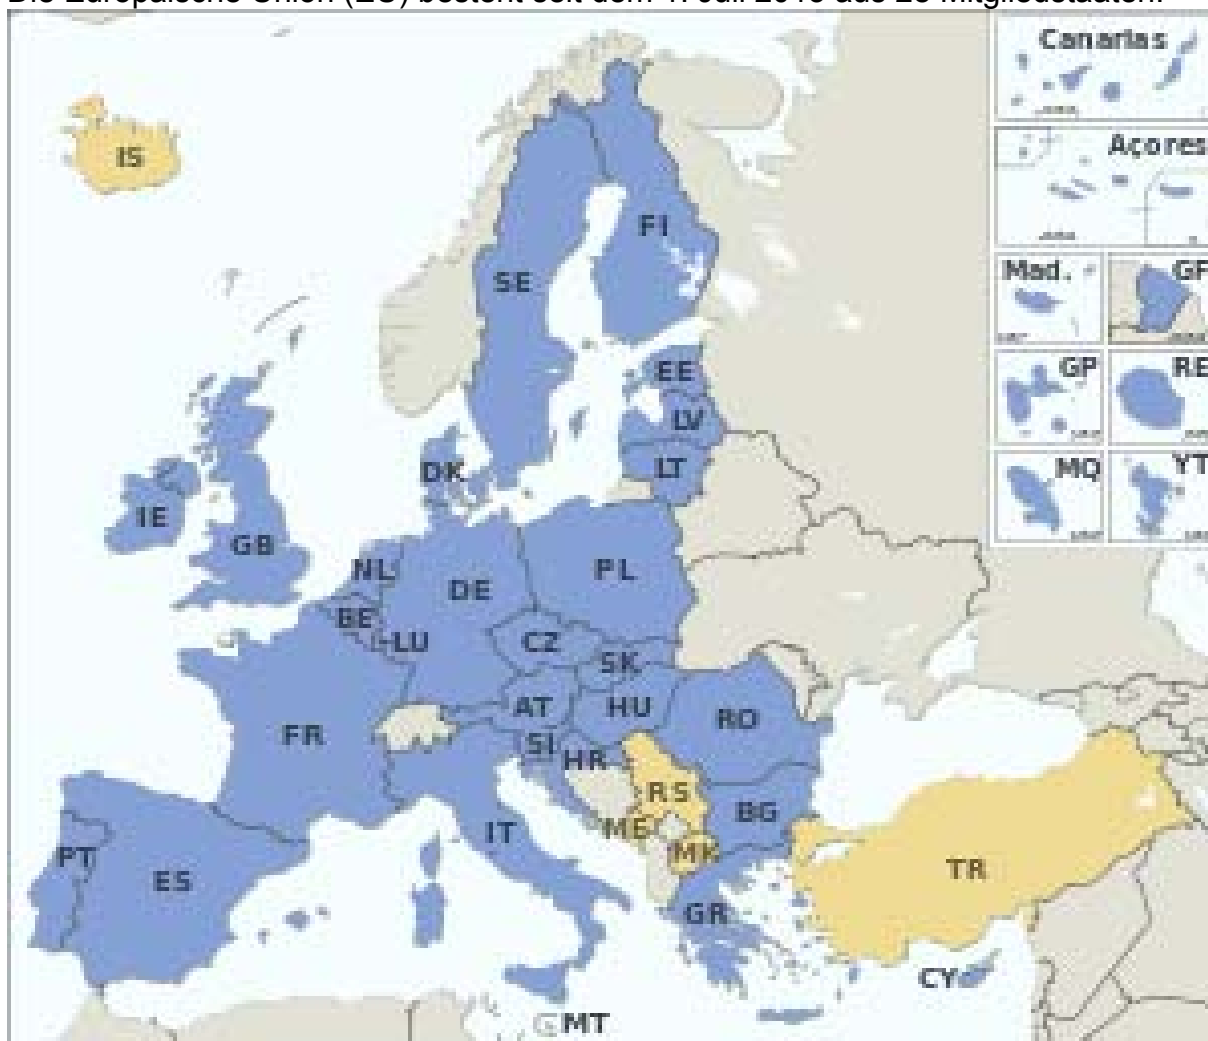 Die Europäische Union (EU) besteht seit dem 1. Juli 2013 aus 28 Mitgliedstaaten.
Canarias
IS
Açores
FI
SE
Mad.
GF
EE
GP
RE
LV
DK
LT
MQ
YT
IE
GB
NL
DE
PL
BE
LU
CZ
SK
AT
HU
RO
FR
SI
HR
RS
BG
ME
IT
MK
PT
ES
TR
GR
CY
MT